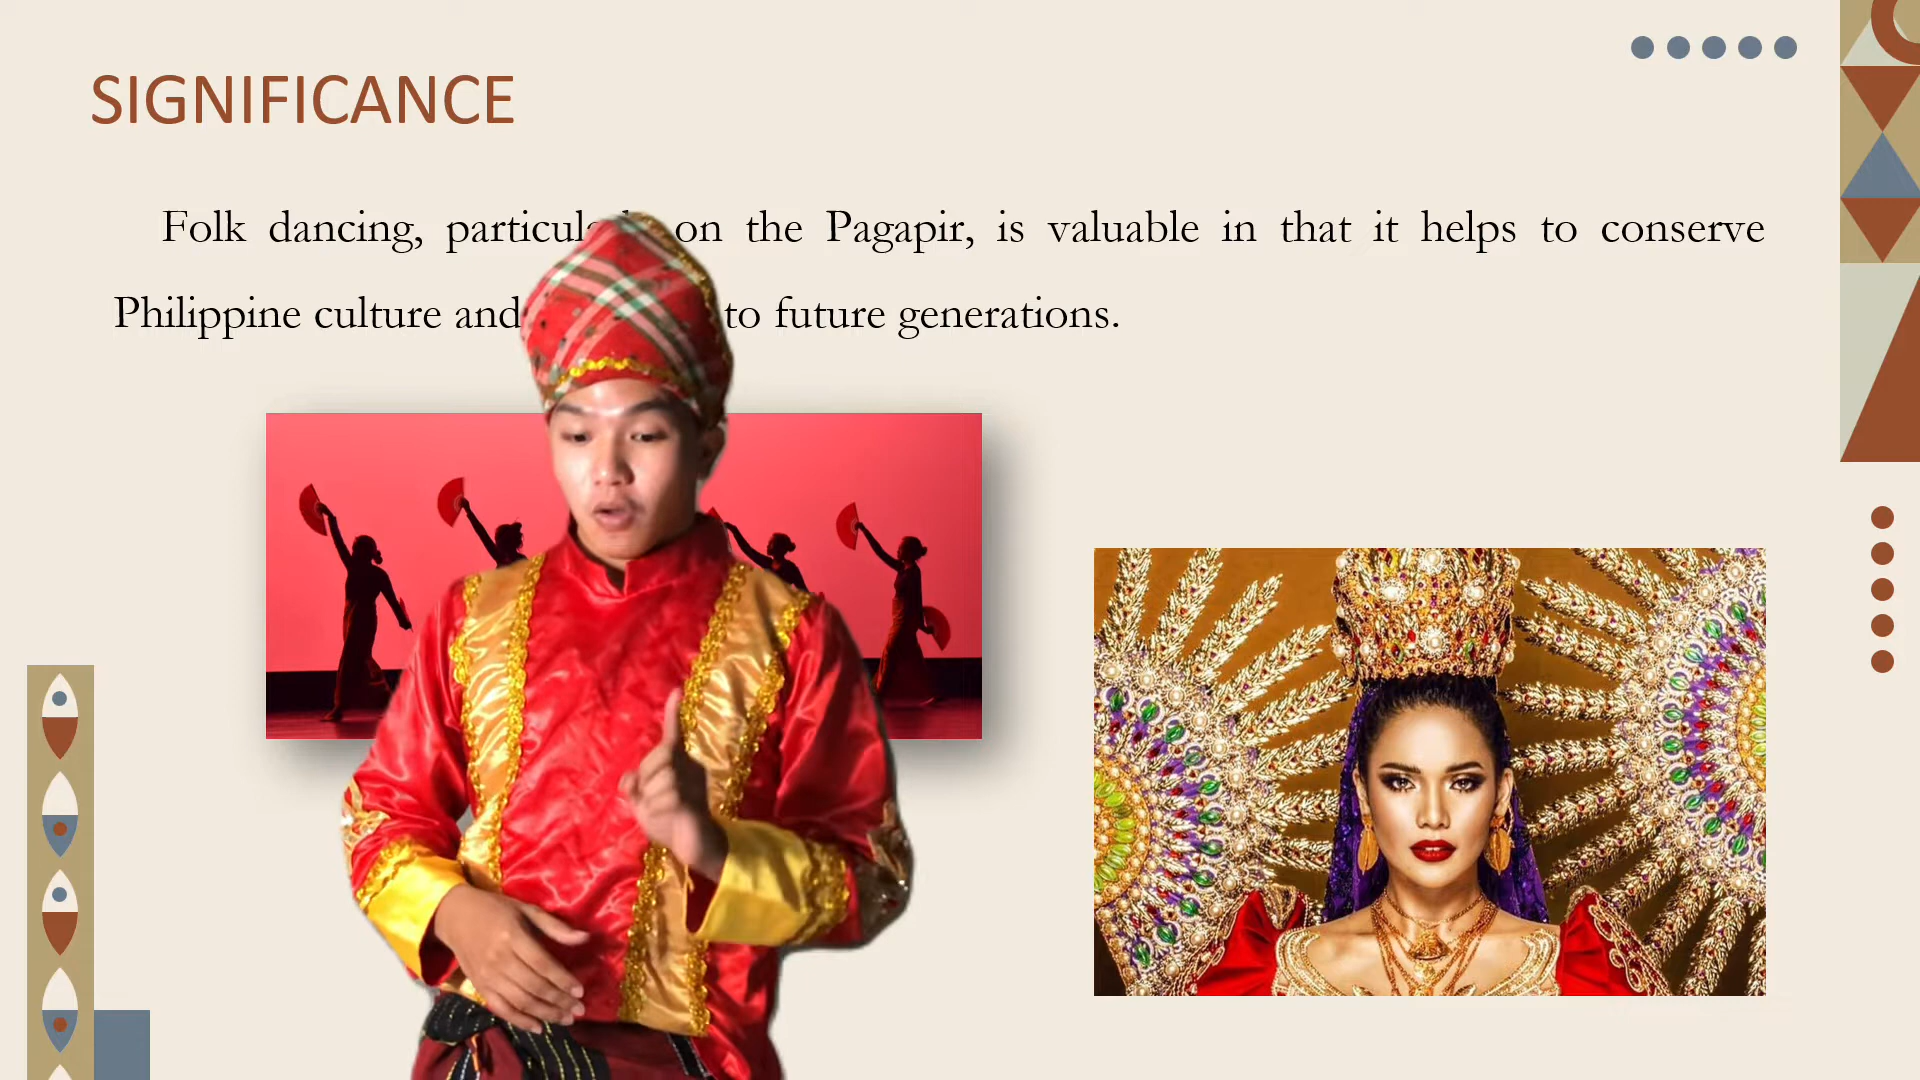 SIGNIFICANCE
Folk dancing, on the Pagapir, is valuable in that it helps to conserve
Philippine culture and to future generations.